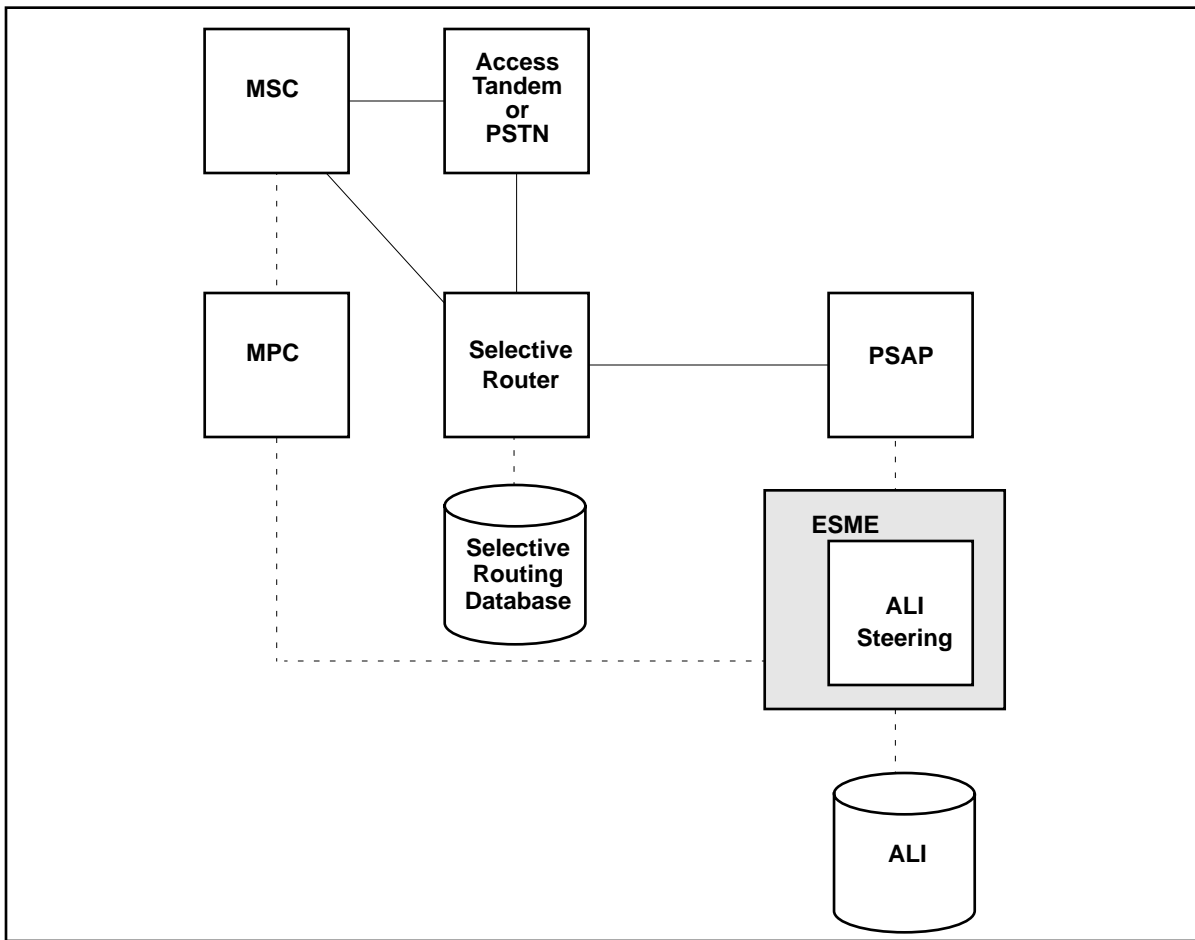 MSC
Access
Tandem
or
PSTN
MPC
Selective
Router
PSAP
Selective
Routing
Database
ESME
ALI
Steering
ALI